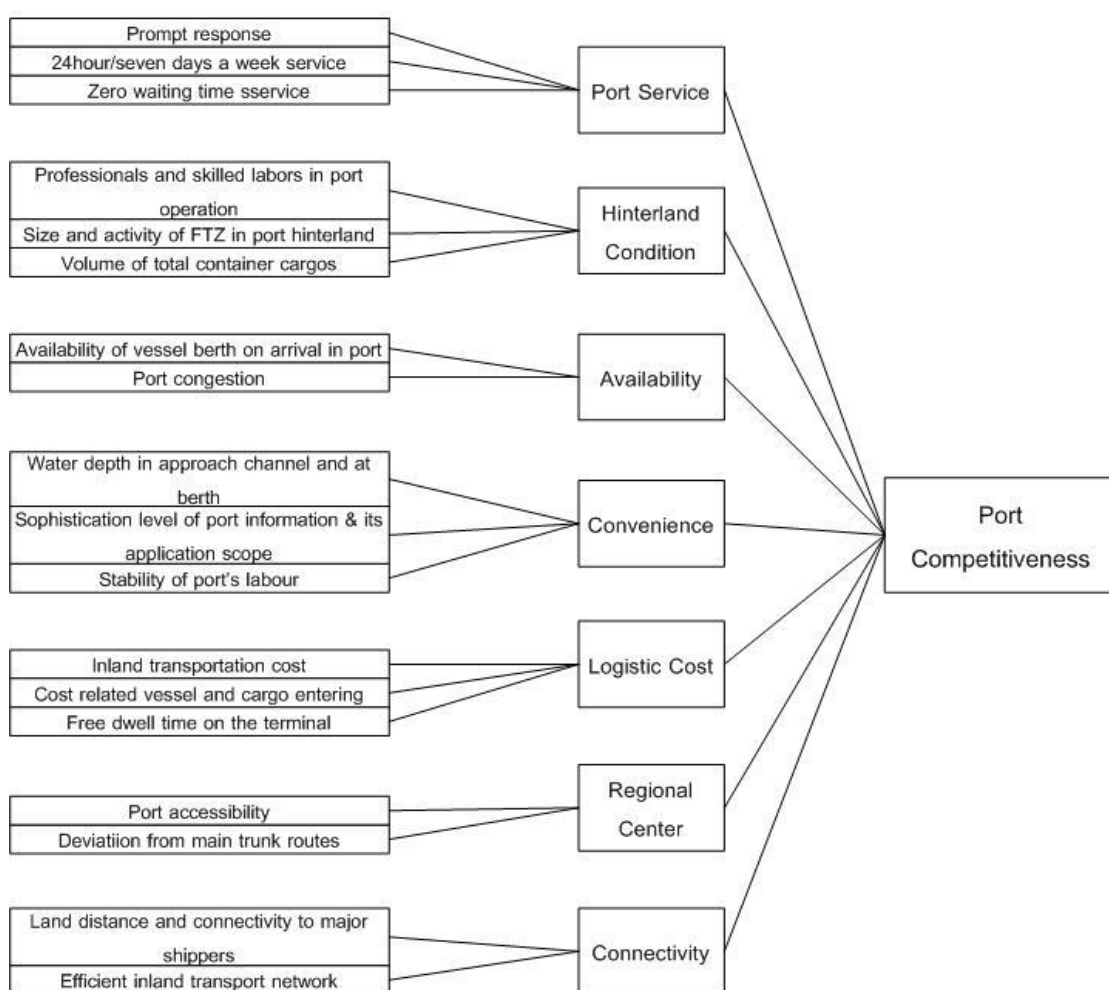 Prompt response
24hour/seven days a week service
Zero waiting time sservice
Port Service
Professionals and skilled labors in port
operation
Size and activity of FTZ in port hinterland
Volume of total container cargos
Hinterland
Condition
Availability of vessel berth on arrival in port
Port congestion
Availability
Water depth in approach channel and at
berth
Sophistication level of port information & its
application scope
Stability of port's labour
Convenience
Port
Competitiveness
Inland transportation cost
Cost related vessel and cargo entering
Free dwell time on the terminal
Logistic Cost
Port accessibility
Deviatiion from main trunk routes
Regional
Center
Land distance and connectivity to major
shippers
Efficient inland transport network
Connectivity